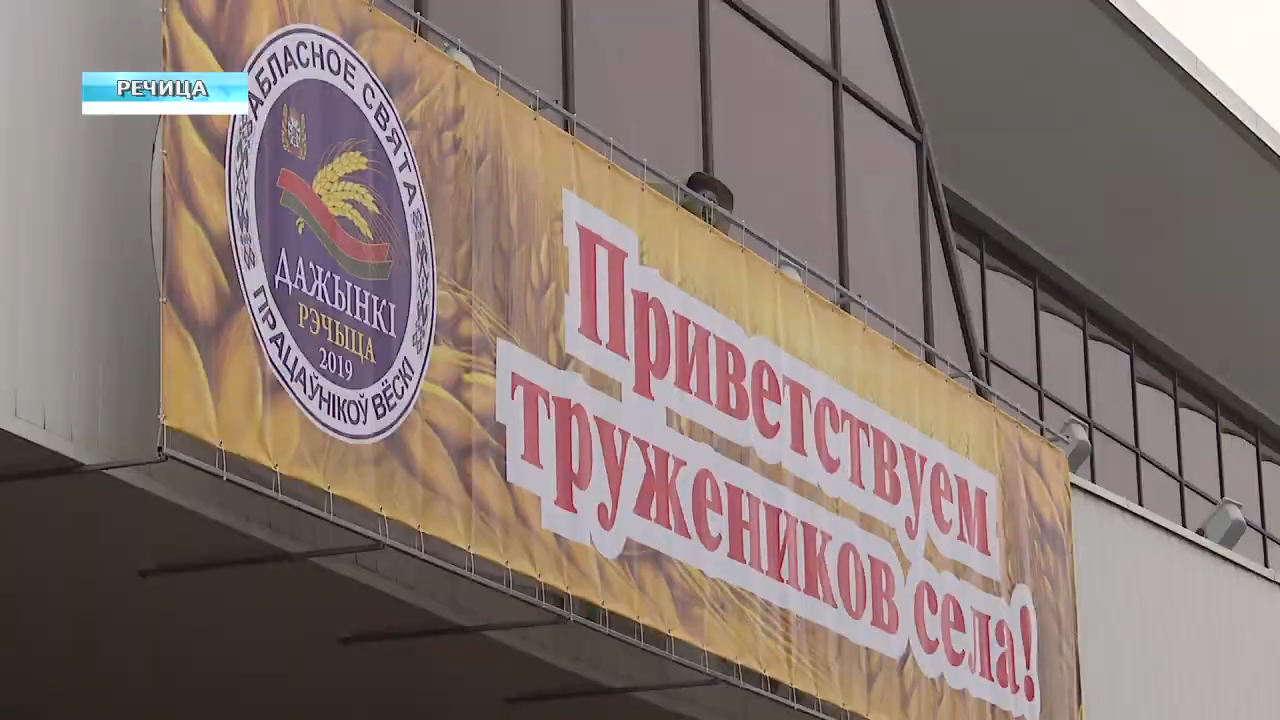 РЕЧИЦА
АБЛАСНОЕ СВЯТА
ДАЖЫНКІ
РЭЧЫЦА
2019
ПРАЦАЎНІКОЎ ВЁСКІ
Приветствуем
тружеников села!